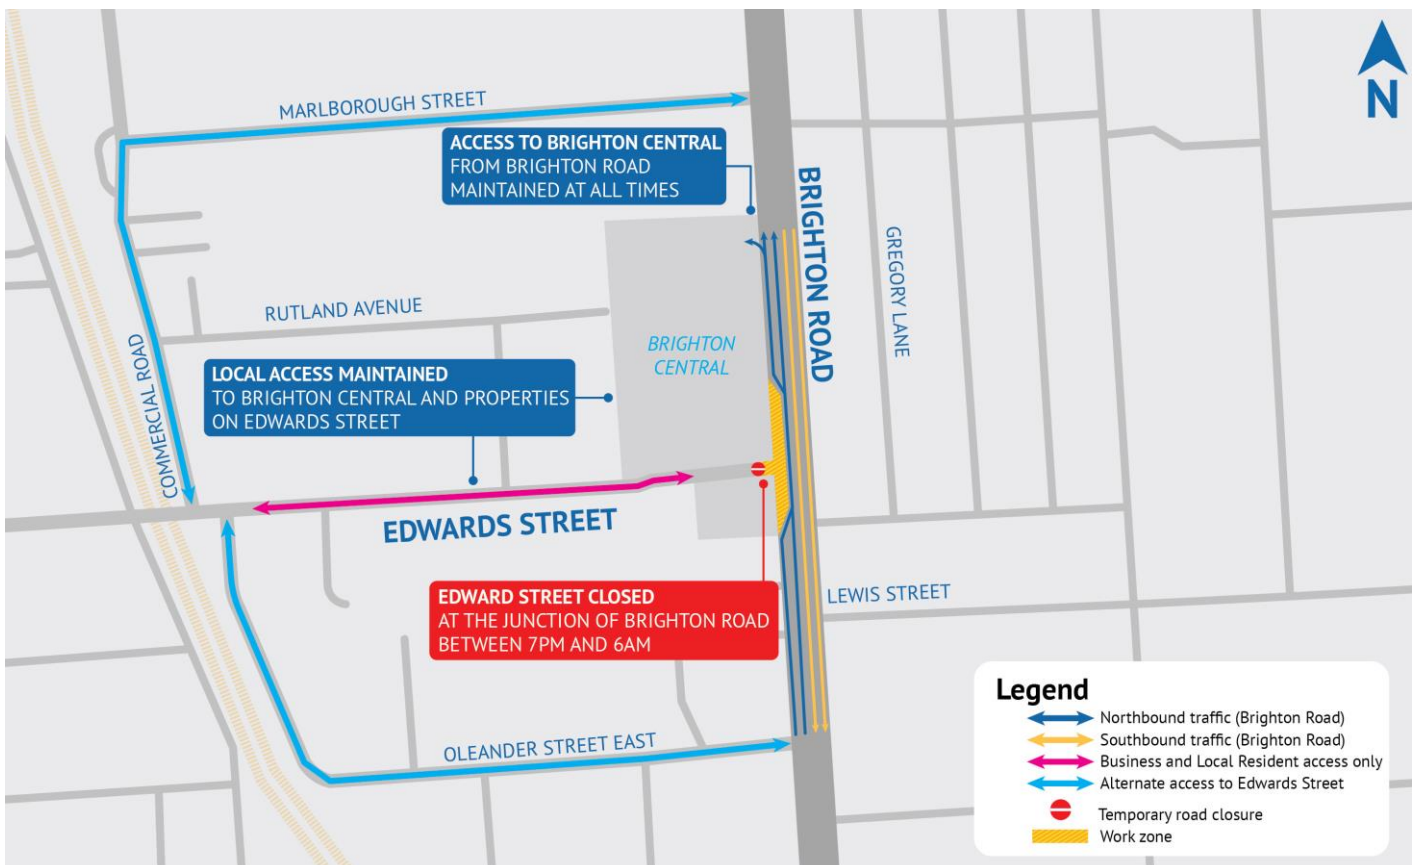 MARLBOROUGH STREET
N
ACCESS TO BRIGHTON CENTRAL
FROM BRIGHTON ROAD
MAINTAINED AT ALL TIMES
BRIGHTON ROAD
GREGORY LANE
RUTLAND AVENUE
BRIGHTON
CENTRAL
COMMERCIAL ROAD
LOCAL ACCESS MAINTAINED
TO BRIGHTON CENTRAL AND PROPERTIES
ON EDWARDS STREET
EDWARDS STREET
EDWARD STREET CLOSED
AT THE JUNCTION OF BRIGHTON ROAD
BETWEEN 7PM AND 6AM
LEWIS STREET
OLEANDER STREET EAST
Legend
Northbound traffic (Brighton Road)
Southbound traffic (Brighton Road)
Business and Local Resident access only
Alternate access to Edwards Street
Temporary road closure
Work zone